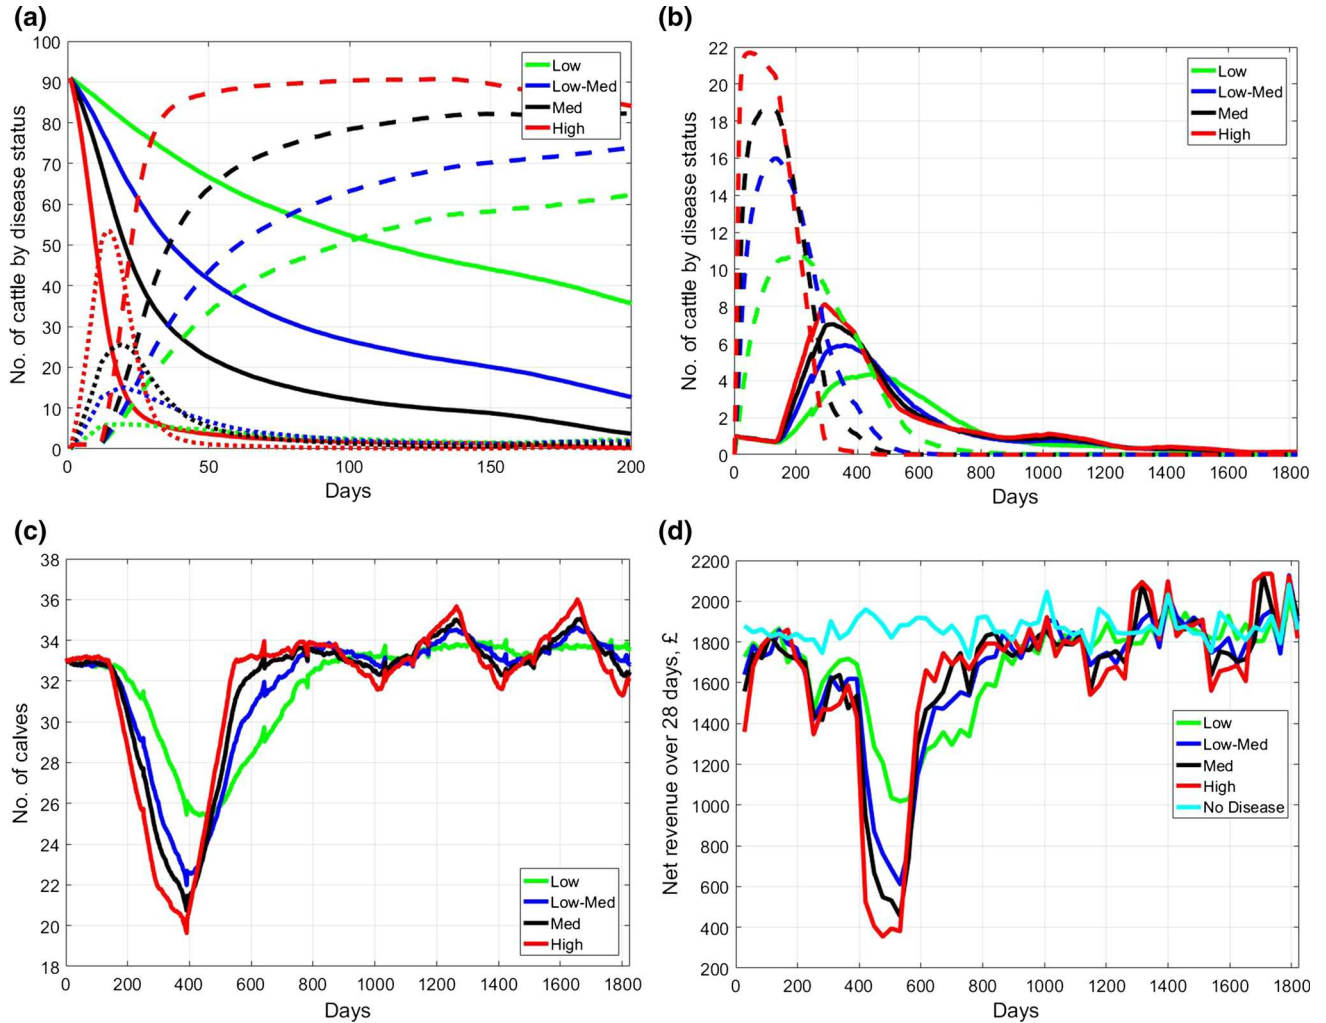 (a)
100
90
80
70
60
50
40
30
20
10
0
No. of cattle by disease status
0 50 100 150 200
Days
Low
Low-Med
Med
High
(b)
22
20
18
16
14
12
10
8
6
4
2
0
No. of cattle by disease status
0 200 400 600 800 1000 1200 1400 1600 1800
Days
Low
Low-Med
Med
High
(c)
38
36
34
32
30
28
26
24
22
20
18
No. of calves
0 200 400 600 800 1000 1200 1400 1600 1800
Days
Low
Low-Med
Med
High
(d)
2200
2000
1800
1600
1400
1200
1000
800
600
400
200
Net revenue over 28 days, £
0 200 400 600 800 1000 1200 1400 1600 1800
Days
Low
Low-Med
Med
High
No Disease